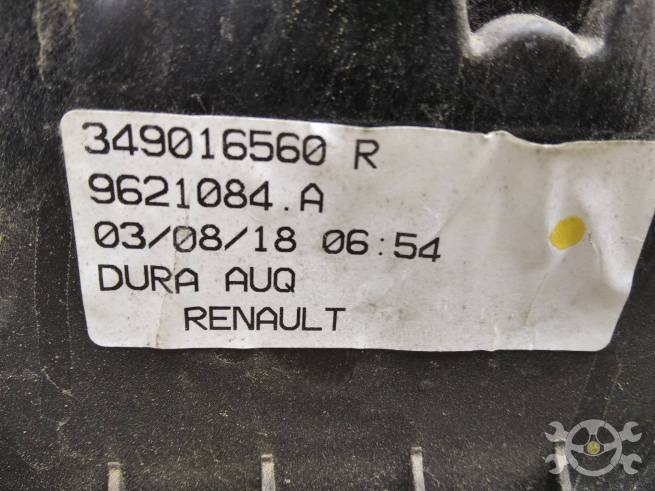 349016560 R
9621084.A
03/08/18 06:54
DURA AUQ
RENAULT